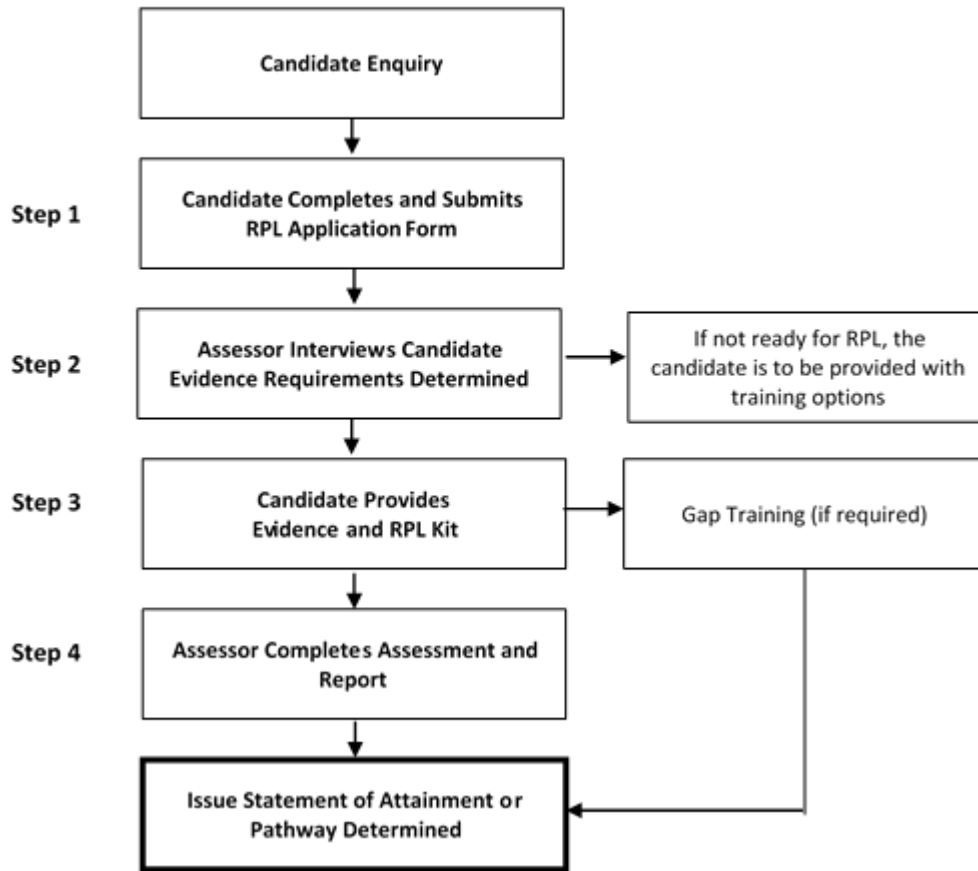 Candidate Enquiry
Step 1
Candidate Completes and Submits
RPL Application Form
Step 2
Assessor Interviews Candidate
Evidence Requirements Determined
If not ready for RPL, the
candidate is to be provided with
training options
Step 3
Candidate Provides
Evidence and RPL Kit
Gap Training (if required)
Step 4
Assessor Completes Assessment and
Report
Issue Statement of Attainment or
Pathway Determined